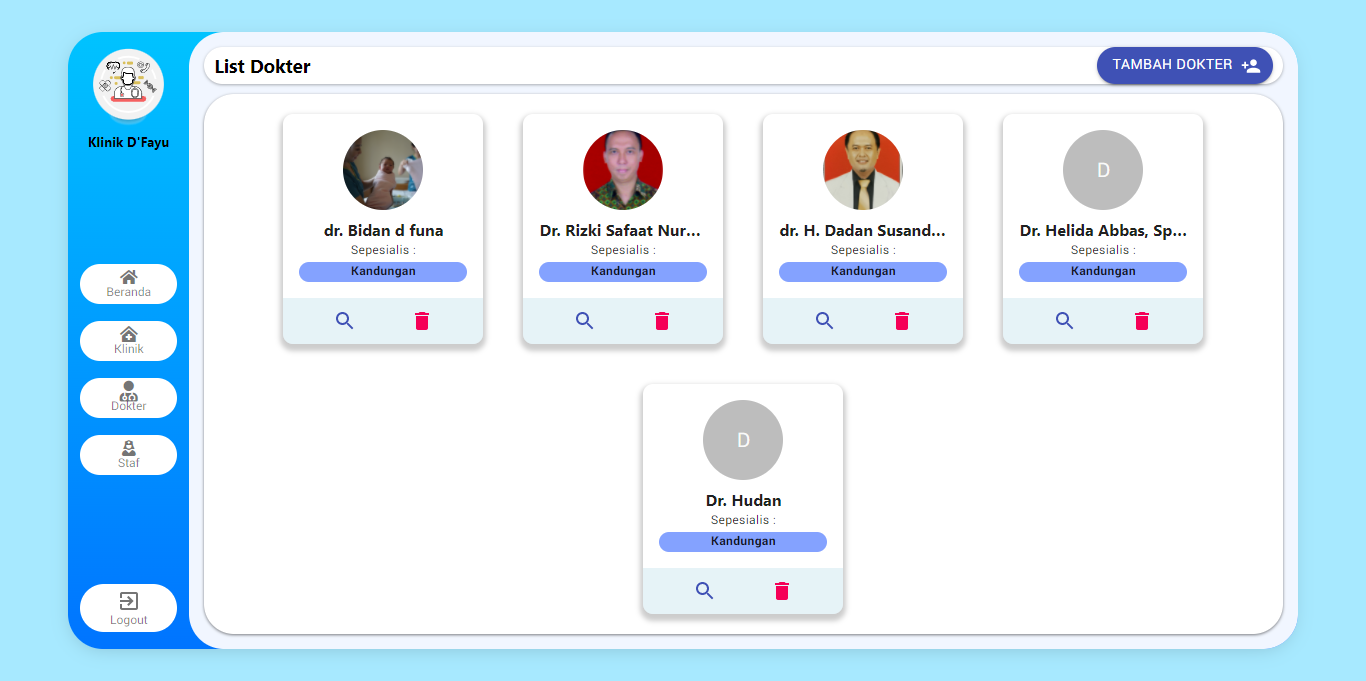 Klinik D'Fayu
Beranda
Klinik
Dokter
Staf
Logout
List Dokter
TAMBAH DOKTER
dr. Bidan d funa
Sepesialis :
Kandungan
Dr. Rizki Safaat Nur...
Sepesialis :
Kandungan
dr. H. Dadan Susand...
Sepesialis :
Kandungan
D
Dr. Helida Abbas, Sp...
Sepesialis :
Kandungan
D
Dr. Hudan
Sepesialis :
Kandungan